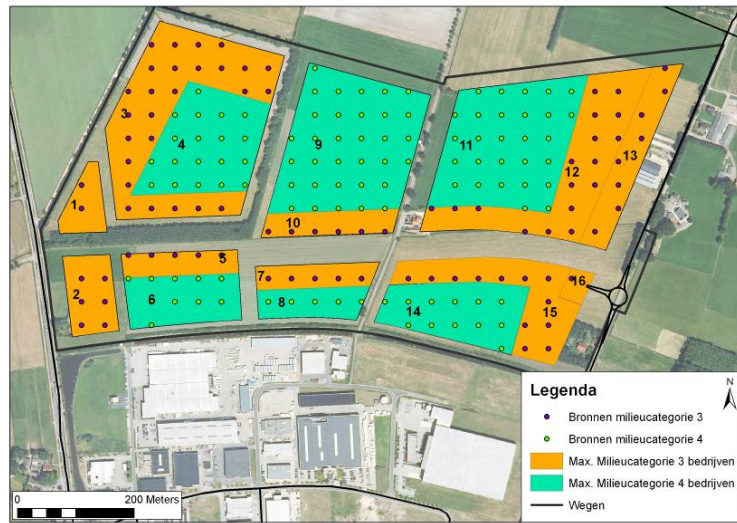 3
4
9
11
12
13
1
10
2
5
6
7
8
14
15
16
Legenda
N
Bronnen milieucategorie 3
Bronnen milieucategorie 4
Max. Milieucategorie 3 bedrijven
Max. Milieucategorie 4 bedrijven
Wegen
0 200 Meters